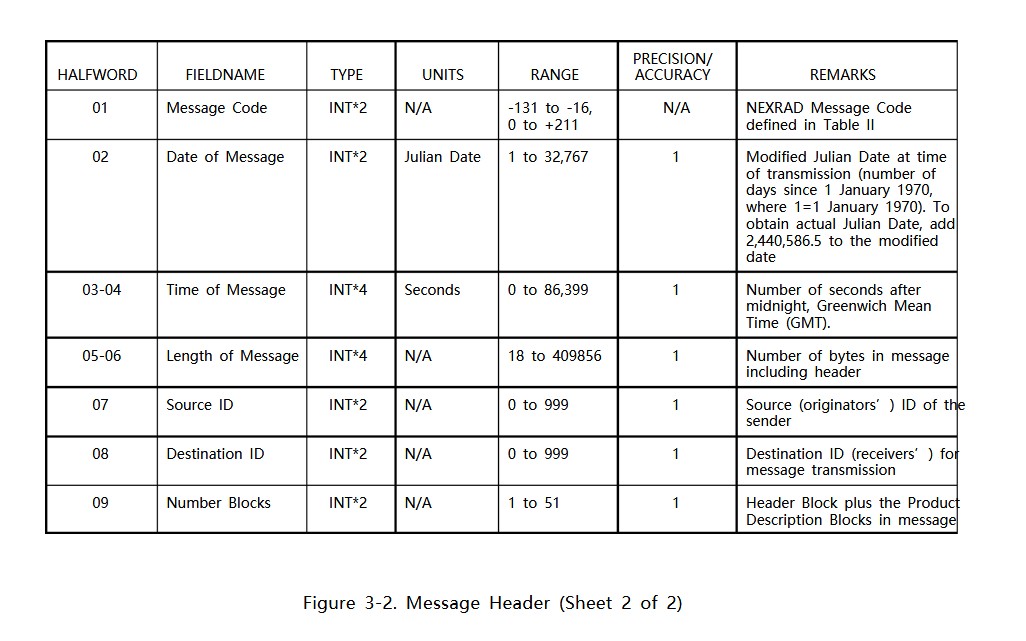 HALFWORD FIELDNAME TYPE UNITS RANGE PRECISION/ REMARKS
ACCURACY
01 Message Code INT*2 N/A -131 to -16, N/A NEXRAD Message Code
0 to +211 defined in Table II
02 Date of Message INT*2 Julian Date 1 to 32,767 1 Modified Julian Date at time
of transmission (number of
days since 1 January 1970,
where 1=1 January 1970). To
obtain actual Julian Date, add
2,440,586.5 to the modified
date
03-04 Time of Message INT*4 Seconds 0 to 86,399 1 Number of seconds after
midnight, Greenwich Mean
Time (GMT).
05-06 Length of Message INT*4 N/A 18 to 409856 1 Number of bytes in message
including header
07 Source ID INT*2 N/A 0 to 999 1 Source (originators’ ) ID of the
sender
08 Destination ID INT*2 N/A 0 to 999 1 Destination ID (receivers’ ) for
message transmission
09 Number Blocks INT*2 N/A 1 to 51 1 Header Block plus the Product
Description Blocks in message
Figure 3-2. Message Header (Sheet 2 of 2)